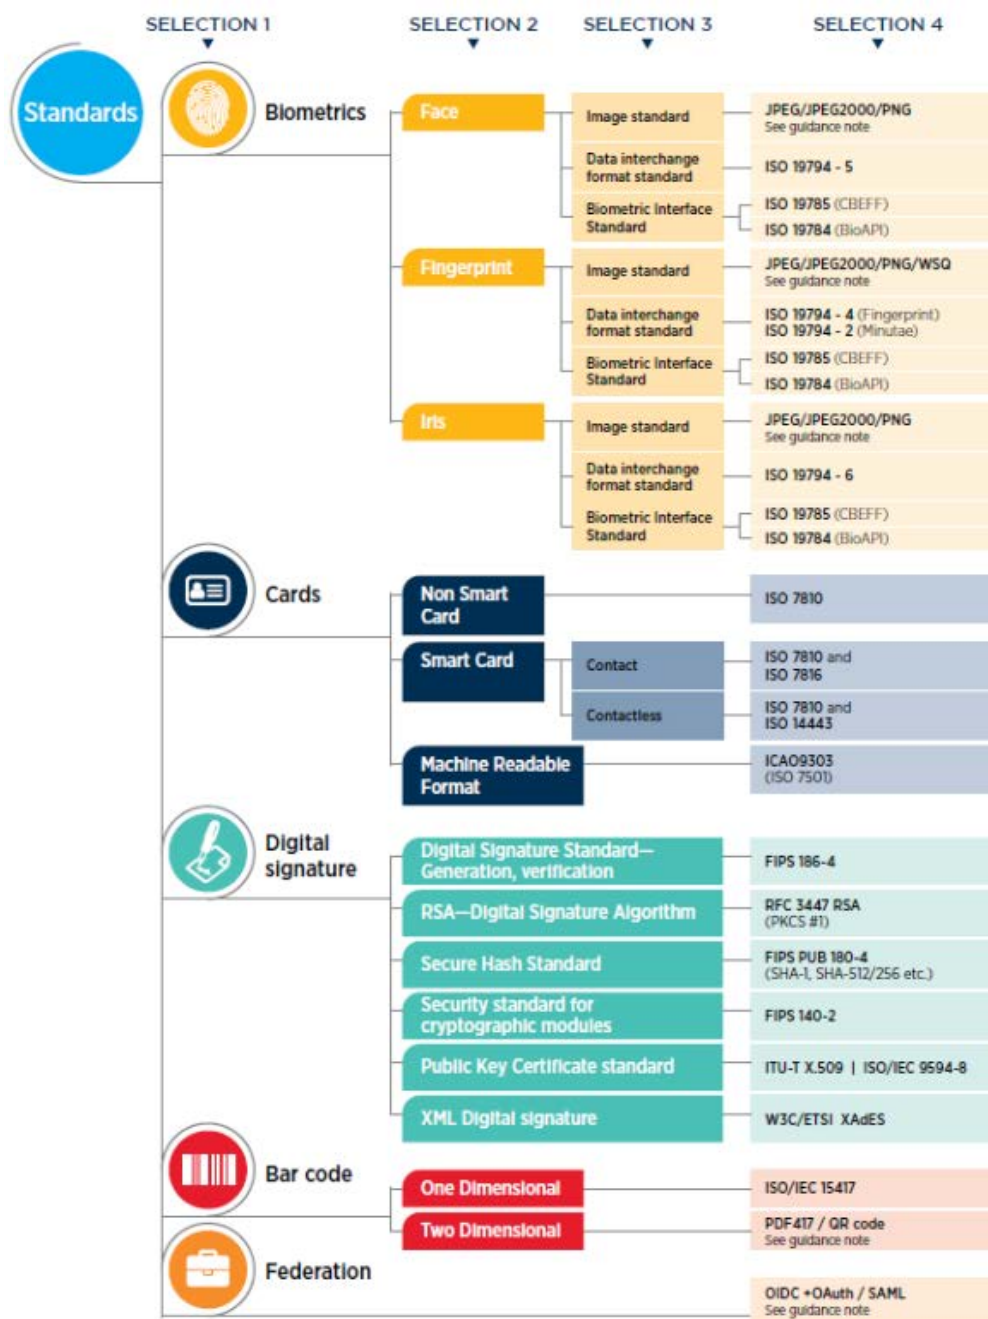 SELECTION 1
SELECTION 2
SELECTION 3
SELECTION 4
Standards
Biometrics
Face
Image standard
JPEG/JPEG2000/PNG
See guidance note
Data interchange
format standard
ISO 19794 - 5
Biometric Interface
Standard
ISO 19785 (CBEFF)
ISO 19784 (BioAPI)
Fingerprint
Image standard
JPEG/JPEG2000/PNG/WSQ
See guidance note
Data interchange
format standard
ISO 19794 - 4 (Fingerprint)
ISO 19794 - 2 (Minutae)
Biometric Interface
Standard
ISO 19785 (CBEFF)
ISO 19784 (BioAPI)
Iris
Image standard
JPEG/JPEG2000/PNG
See guidance note
Data interchange
format standard
ISO 19794 - 6
Biometric Interface
Standard
ISO 19785 (CBEFF)
ISO 19784 (BioAPI)
Cards
Non Smart
Card
ISO 7810
Smart Card
Contact
ISO 7810 and
ISO 7816
Contactless
ISO 7810 and
ISO 14443
Machine Readable
Format
ICAO9303
(ISO 7501)
Digital
signature
Digital Signature Standard—
Generation, verification
FIPS 186-4
RSA—Digital Signature Algorithm
RFC 3447 RSA
(PKCS #1)
Secure Hash Standard
FIPS PUB 180-4
(SHA-1, SHA-512/256 etc.)
Security standard for
cryptographic modules
FIPS 140-2
Public Key Certificate standard
ITU-T X.509 | ISO/IEC 9594-8
XML Digital signature
W3C/ETSI XAdES
Bar code
One Dimensional
ISO/IEC 15417
Two Dimensional
PDF417 / QR code
See guidance note
Federation
OIDC +OAuth / SAML
See guidance note